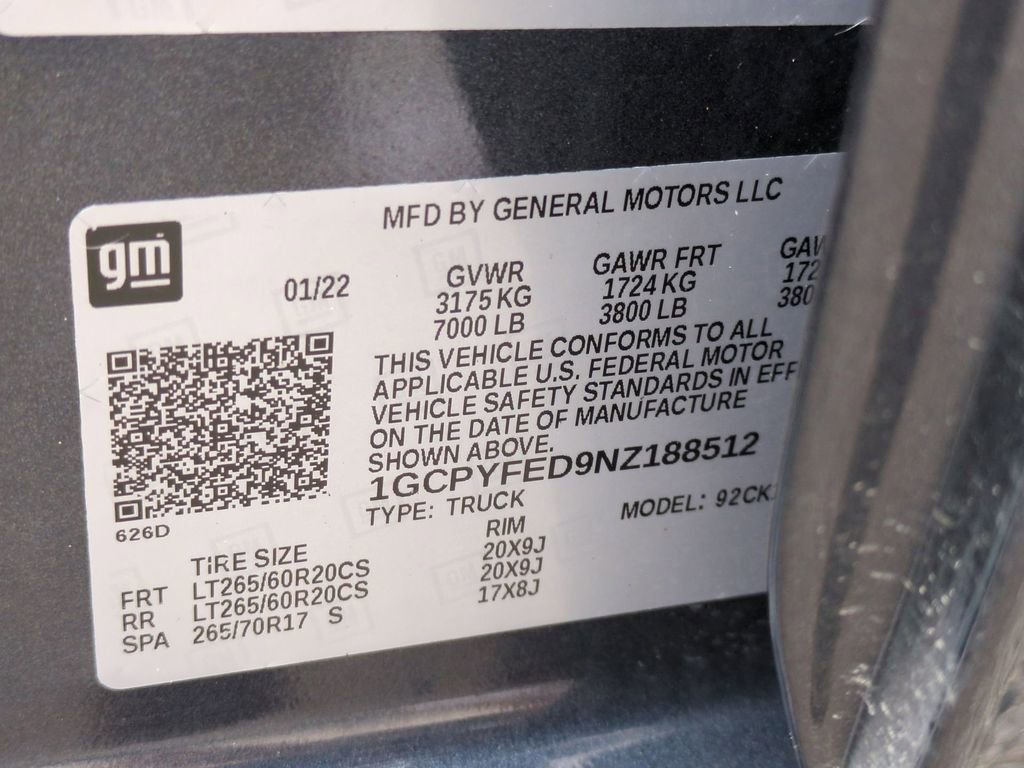 gm
MFD BY GENERAL MOTORS LLC
01/22
GVWR GAWR FRT
3175 KG 1724 KG
7000 LB 3800 LB
THIS VEHICLE CONFORMS TO ALL
APPLICABLE U.S. FEDERAL MOTOR
VEHICLE SAFETY STANDARDS IN EFF
ON THE DATE OF MANUFACTURE
SHOWN ABOVE.
1GCPYFED9NZ188512
TYPE: TRUCK MODEL: 92CK
626D
TIRE SIZE RIM
FRT LT265/60R20CS 20X9J
RR LT265/60R20CS 20X9J
SPA 265/70R17 S 17X8J